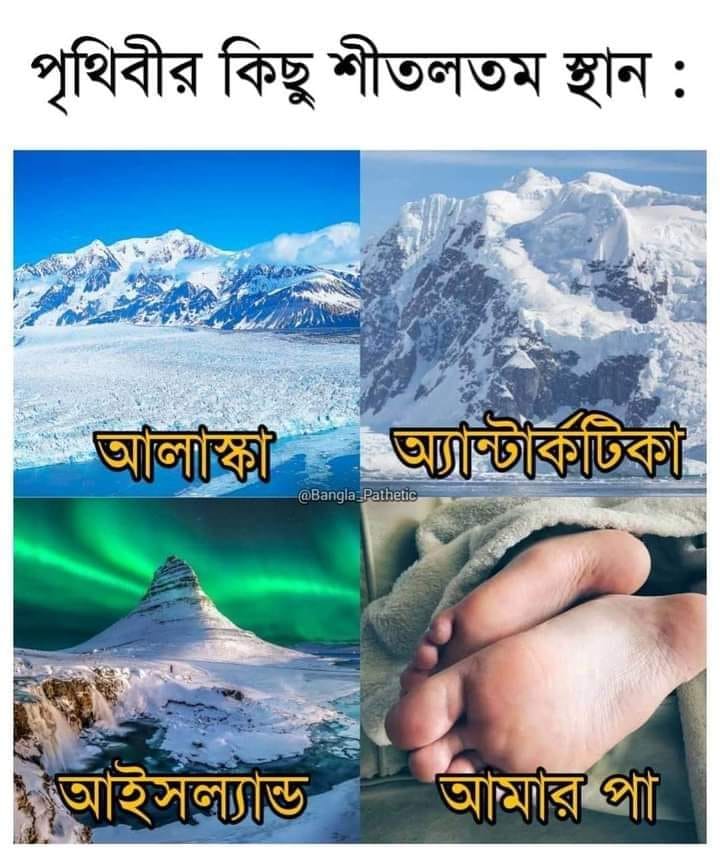 পৃথিবীর কিছু শীতলতম স্থান :
আলাস্কা
অ্যান্টার্কটিকা
@Bangla_Pathetic
আইসল্যান্ড
আমার পা